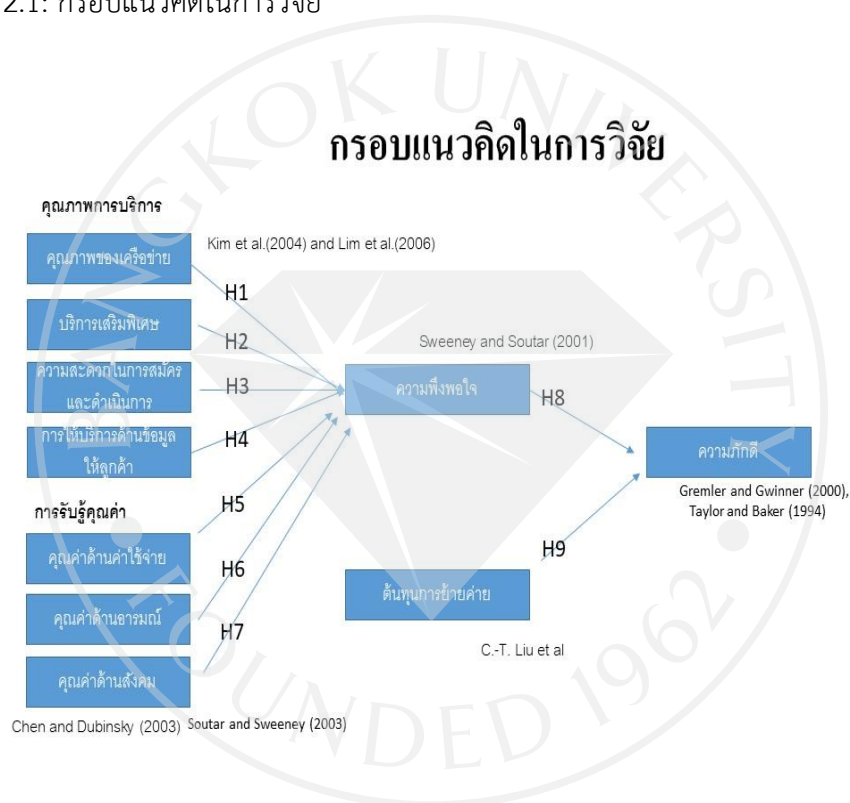 2.1: กรอบแนวคิดในการวิจัย
กรอบแนวคิดในการวิจัย
คุณภาพการบริการ
Kim et al.(2004) and Lim et al.(2006)
คุณภาพของเครือข่าย
H1
บริการเสริมพิเศษ
H2
Sweeney and Soutar (2001)
ความสะดวกในการสมัคร
และดำเนินการ
H3
ความพึงพอใจ
H8
การให้บริการด้านข้อมูล
ให้ลูกค้า
H4
ความภักดี
Gremler and Gwinner (2000),
Taylor and Baker (1994)
การรับรู้คุณค่า
H5
คุณค่าด้านค่าใช้จ่าย
H6
H9
ต้นทุนการย้ายค่าย
คุณค่าด้านอารมณ์
H7
C.-T. Liu et al
คุณค่าด้านสังคม
Chen and Dubinsky (2003) Soutar and Sweeney (2003)
BANGKOK UNIVERSITY
FOUNDED 1962